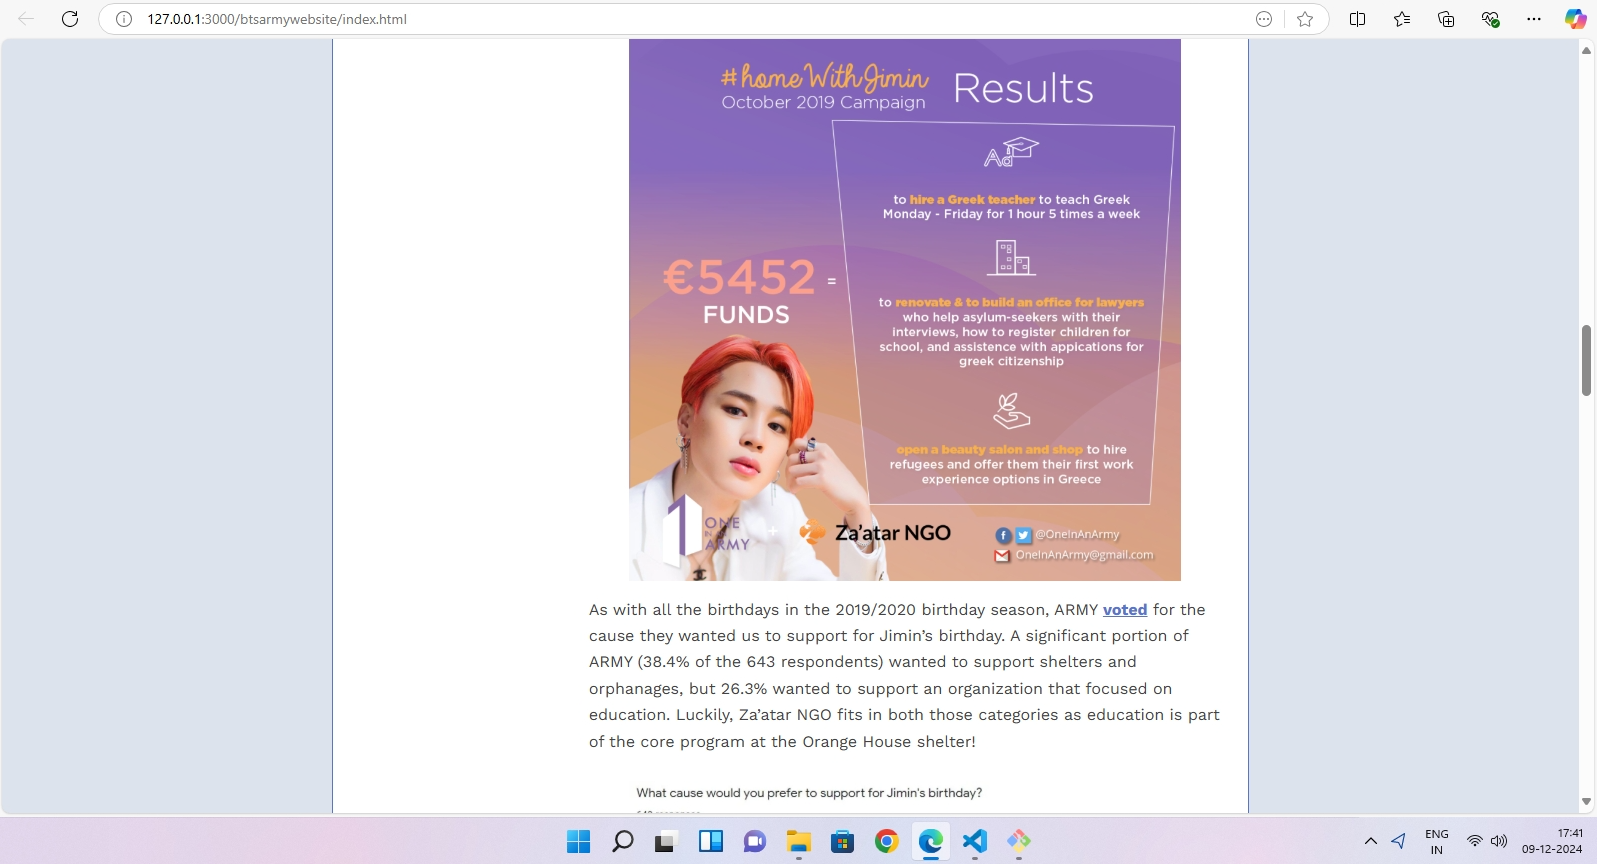 127.0.0.1:3000/btsarmywebsite/index.html
#homeWithJimin
October 2019 Campaign
Results
Aα
to hire a Greek teacher to teach Greek
Monday - Friday for 1 hour 5 times a week
€5452 =
FUNDS
to renovate & to build an office for lawyers
who help asylum-seekers with their
interviews, how to register children for
school, and assistence with appications for
greek citizenship
open a beauty salon and shop to hire
refugees and offer them their first work
experience options in Greece
1 ONE
IN AN
ARMY
+
Za'atar NGO
@OneInAnArmy
OneInAnArmy@gmail.com
As with all the birthdays in the 2019/2020 birthday season, ARMY voted for the
cause they wanted us to support for Jimin’s birthday. A significant portion of
ARMY (38.4% of the 643 respondents) wanted to support shelters and
orphanages, but 26.3% wanted to support an organization that focused on
education. Luckily, Za’atar NGO fits in both those categories as education is part
of the core program at the Orange House shelter!
What cause would you prefer to support for Jimin's birthday?
ENG
IN
17:41
09-12-2024